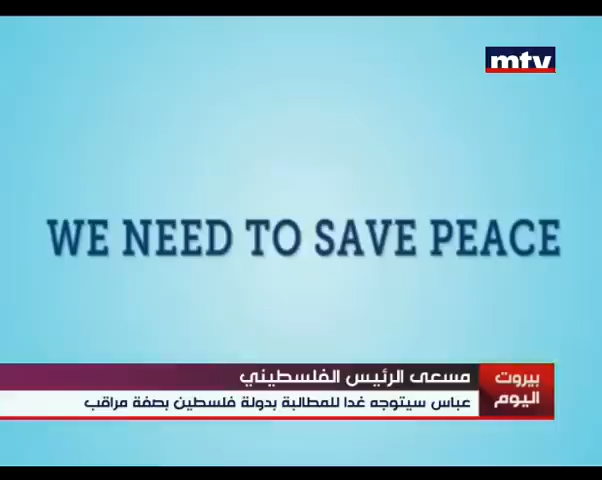 mtv
WE NEED TO SAVE PEACE
مسعى الرئيس الفلسطيني
بيروت
اليوم
عباس سيتوجه غدا للمطالبة بدولة فلسطين بصفة مراقب